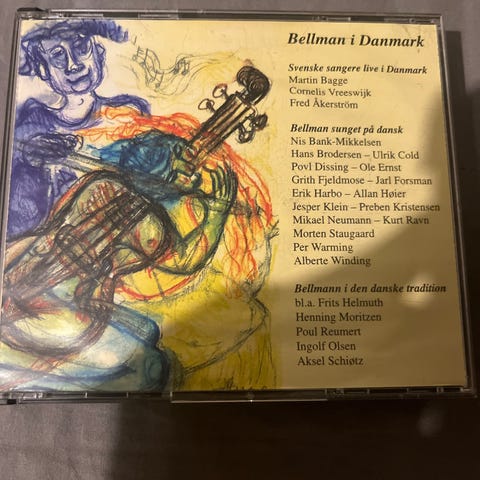 Bellman i Danmark
Svenske sangere live i Danmark
Martin Bagge
Cornelis Vreeswijk
Fred Åkerström
Bellman sunget på dansk
Nis Bank-Mikkelsen
Hans Brodersen – Ulrik Cold
Povl Dissing – Ole Ernst
Grith Fjeldmose – Jarl Forsman
Erik Harbo – Allan Høier
Jesper Klein – Preben Kristensen
Mikael Neumann – Kurt Ravn
Morten Staugaard
Per Warming
Alberte Winding
Bellmann i den danske tradition
bl.a. Frits Helmuth
Henning Moritzen
Poul Reumert
Ingolf Olsen
Aksel Schiøtz